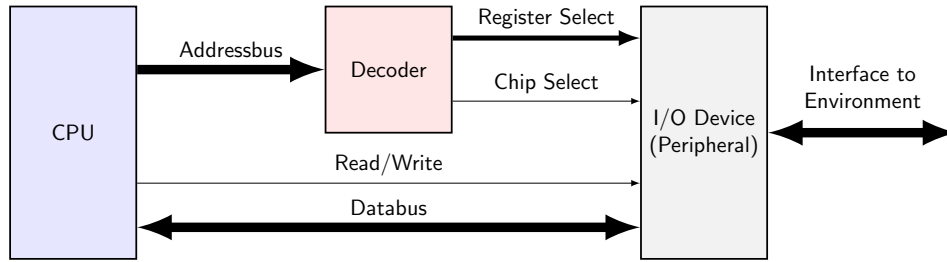 Register Select
Addressbus
Decoder
Chip Select
Interface to
Environment
I/O Device
(Peripheral)
CPU
Read/Write
Databus